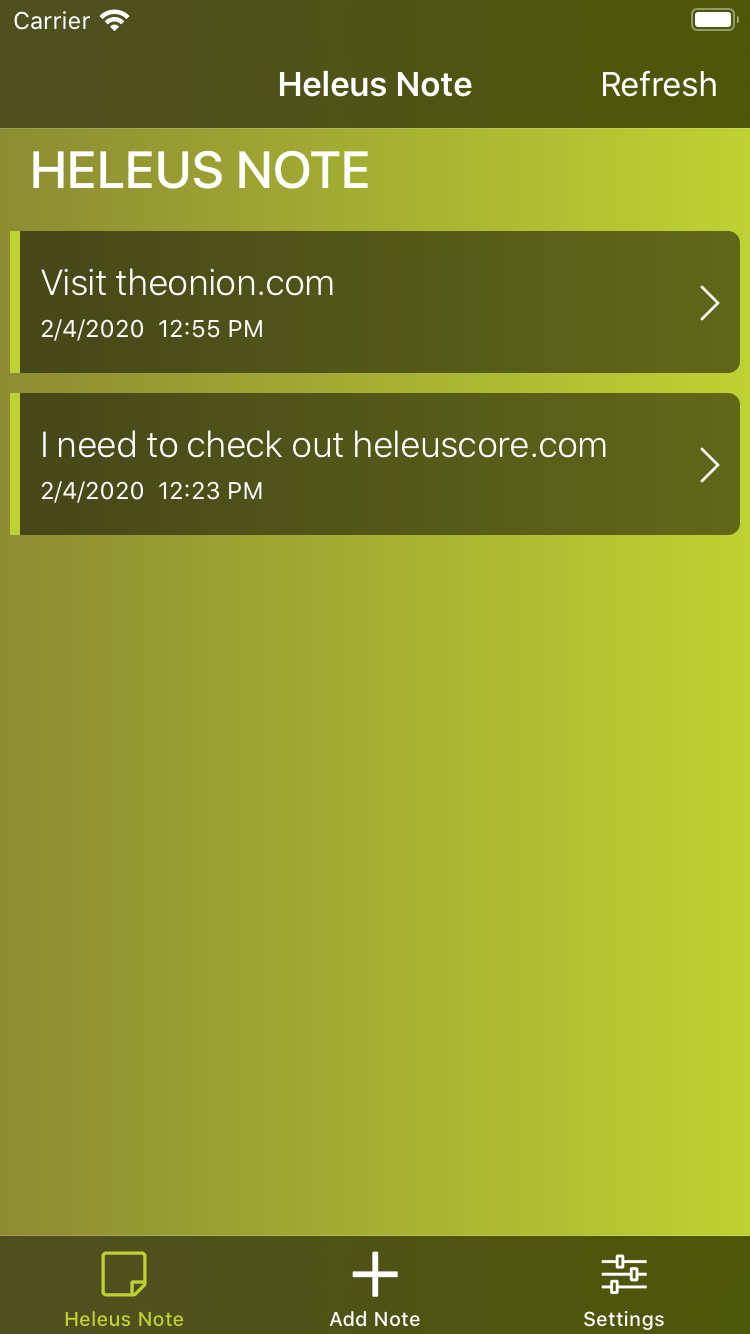 Carrier
Heleus Note Refresh
HELEUS NOTE
Visit theonion.com
2/4/2020 12:55 PM
I need to check out heleuscore.com
2/4/2020 12:23 PM
Heleus Note Add Note Settings